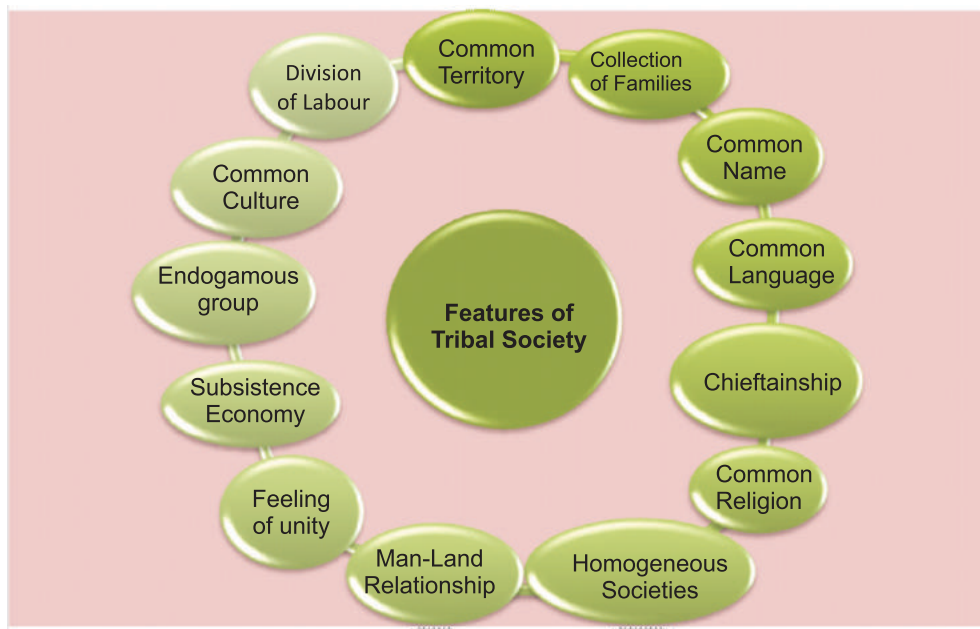 Common
Territory
Collection
of Families
Common
Name
Common
Language
Chieftainship
Common
Religion
Homogeneous
Societies
Man-Land
Relationship
Feeling
of unity
Subsistence
Economy
Endogamous
group
Common
Culture
Division
of Labour
Features of
Tribal Society